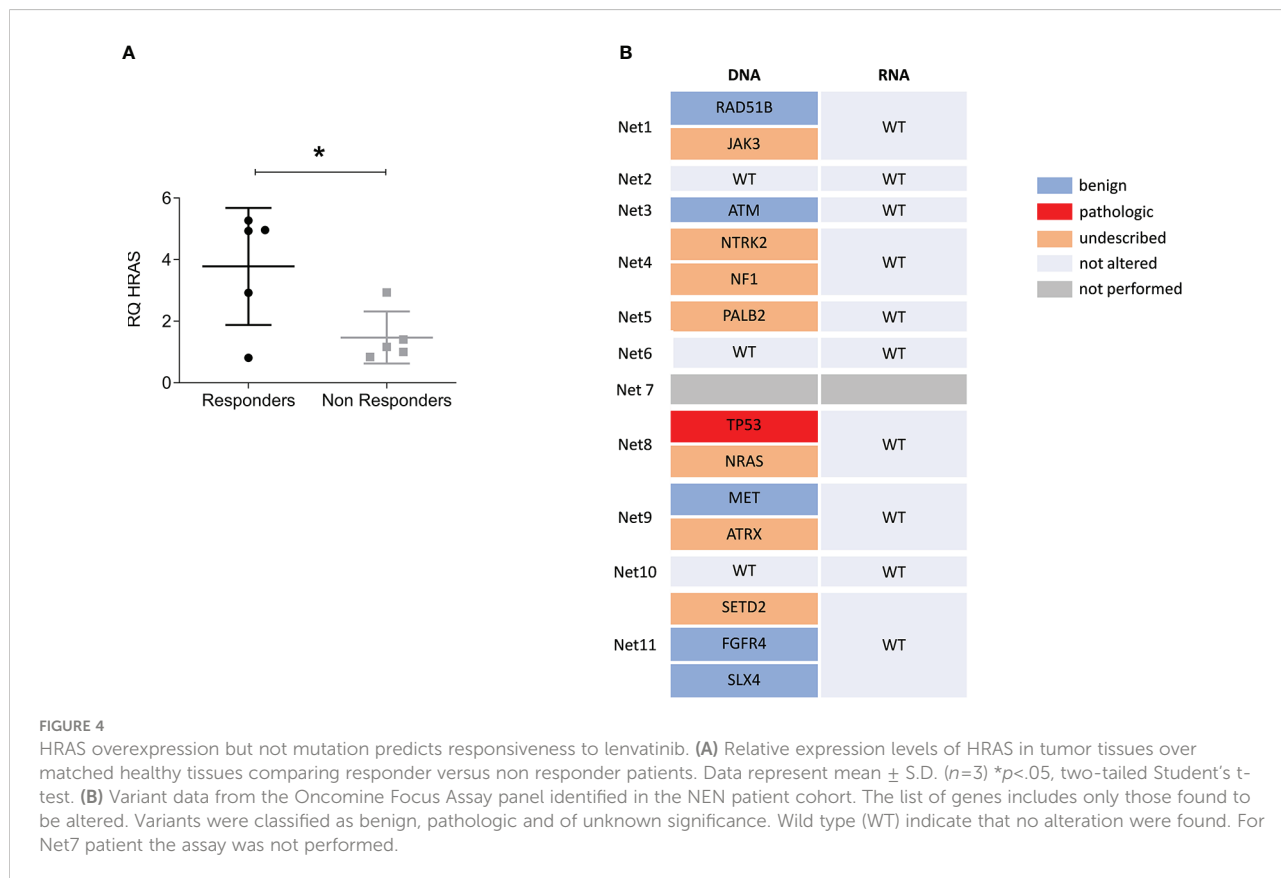 A
*
RQ HRAS
6
4
2
0
Responders Non Responders
B
DNA RNA
Net1 RAD51B WT
JAK3
Net2 WT WT
Net3 ATM WT
Net4 NTRK2 WT
NF1
Net5 PALB2 WT
Net6 WT WT
Net 7
Net8 TP53 WT
NRAS
Net9 MET WT
ATRX
Net10 WT WT
Net11 SETD2 WT
FGFR4
SLX4
benign
pathologic
undescribed
not altered
not performed
FIGURE 4
HRAS overexpression but not mutation predicts responsiveness to lenvatinib. (A) Relative expression levels of HRAS in tumor tissues over
matched healthy tissues comparing responder versus non responder patients. Data represent mean ± S.D. (n=3) *p<.05, two-tailed Student's t-
test. (B) Variant data from the Oncomine Focus Assay panel identified in the NEN patient cohort. The list of genes includes only those found to
be altered. Variants were classified as benign, pathologic and of unknown significance. Wild type (WT) indicate that no alteration were found. For
Net7 patient the assay was not performed.